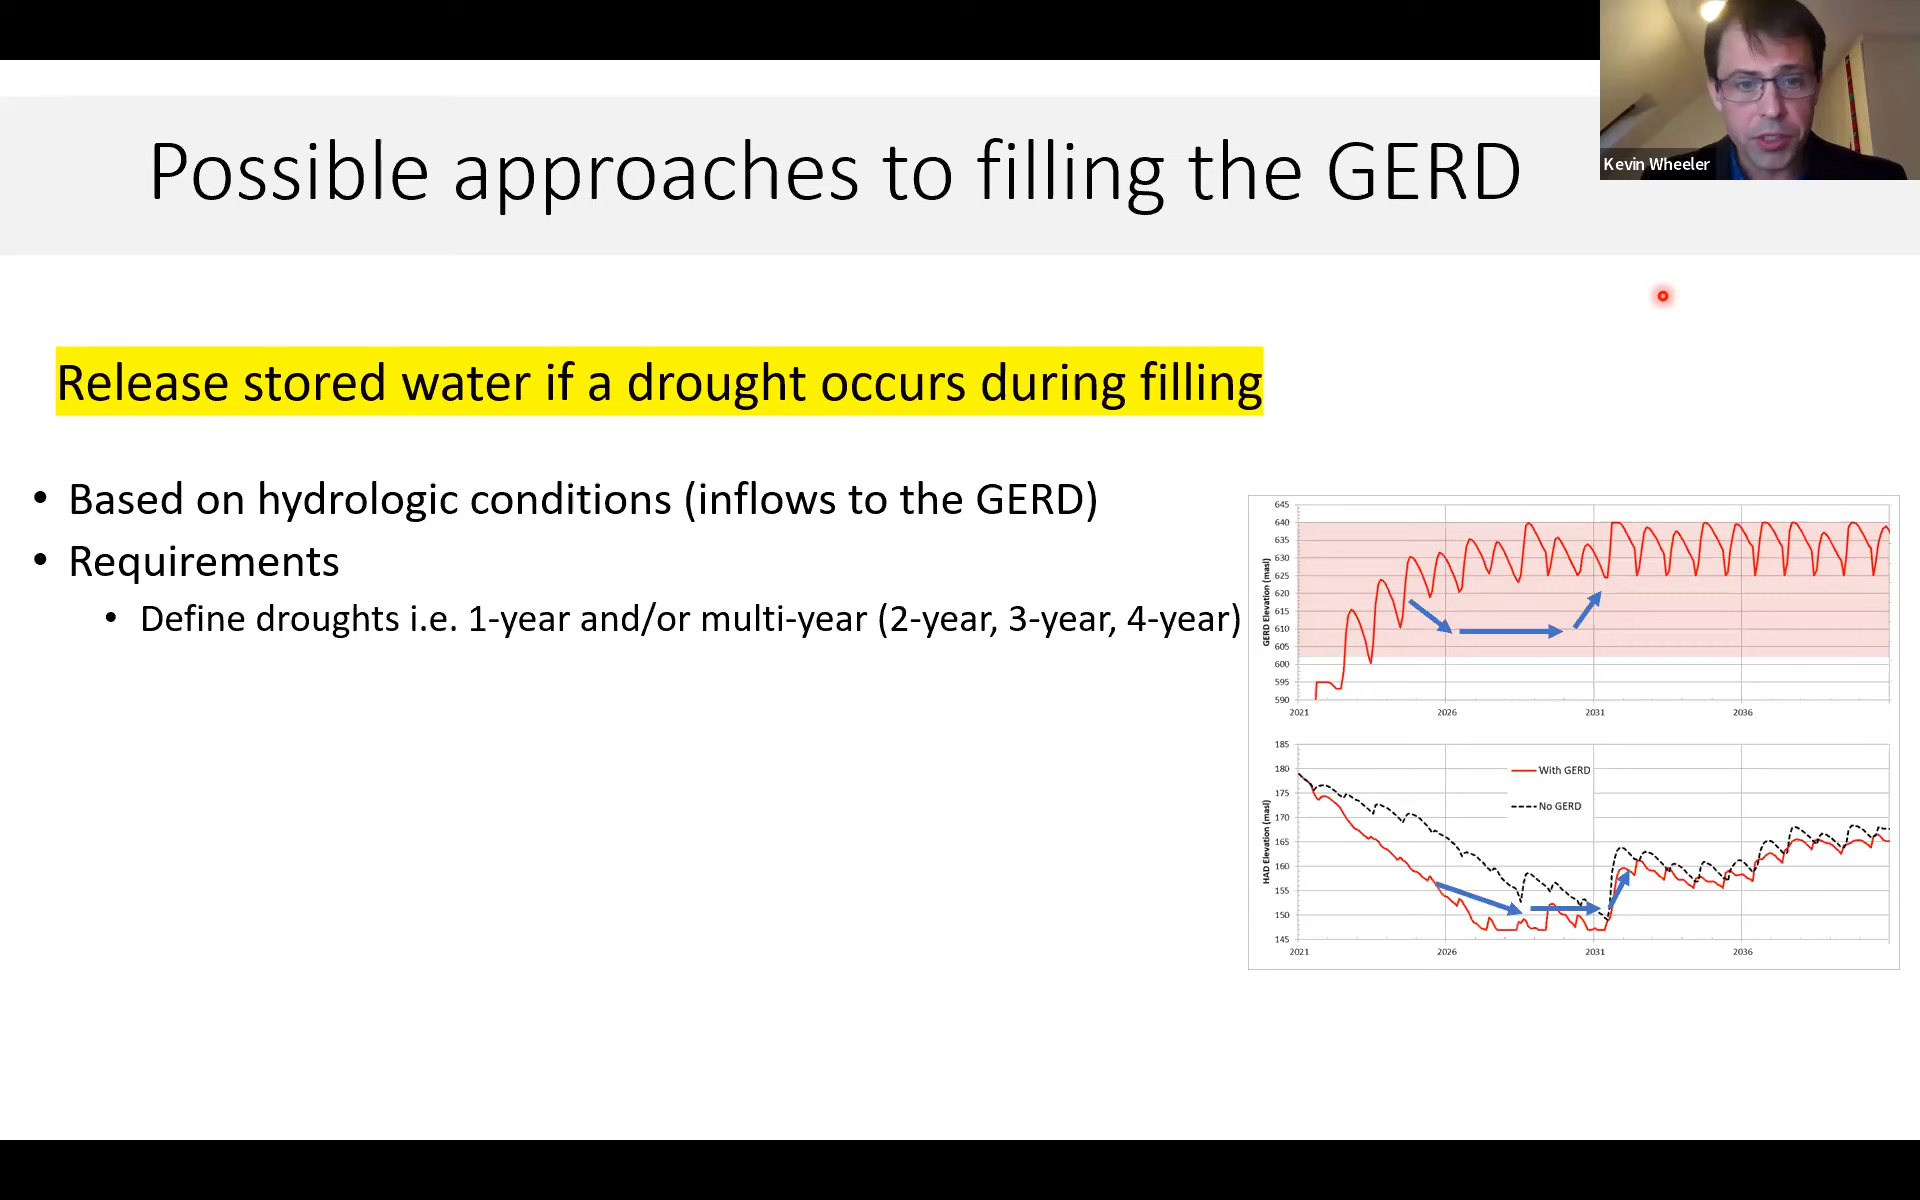 Kevin Wheeler
Possible approaches to filling the GERD
Release stored water if a drought occurs during filling
• Based on hydrologic conditions (inflows to the GERD)
• Requirements
• Define droughts i.e. 1-year and/or multi-year (2-year, 3-year, 4-year)
GERD Elevation (masl)
645
640
635
630
625
620
615
610
605
600
595
590
2021 2026 2031 2036
HAD Elevation (masl)
185
180
175
170
165
160
155
150
145
With GERD
No GERD
2021 2026 2031 2036